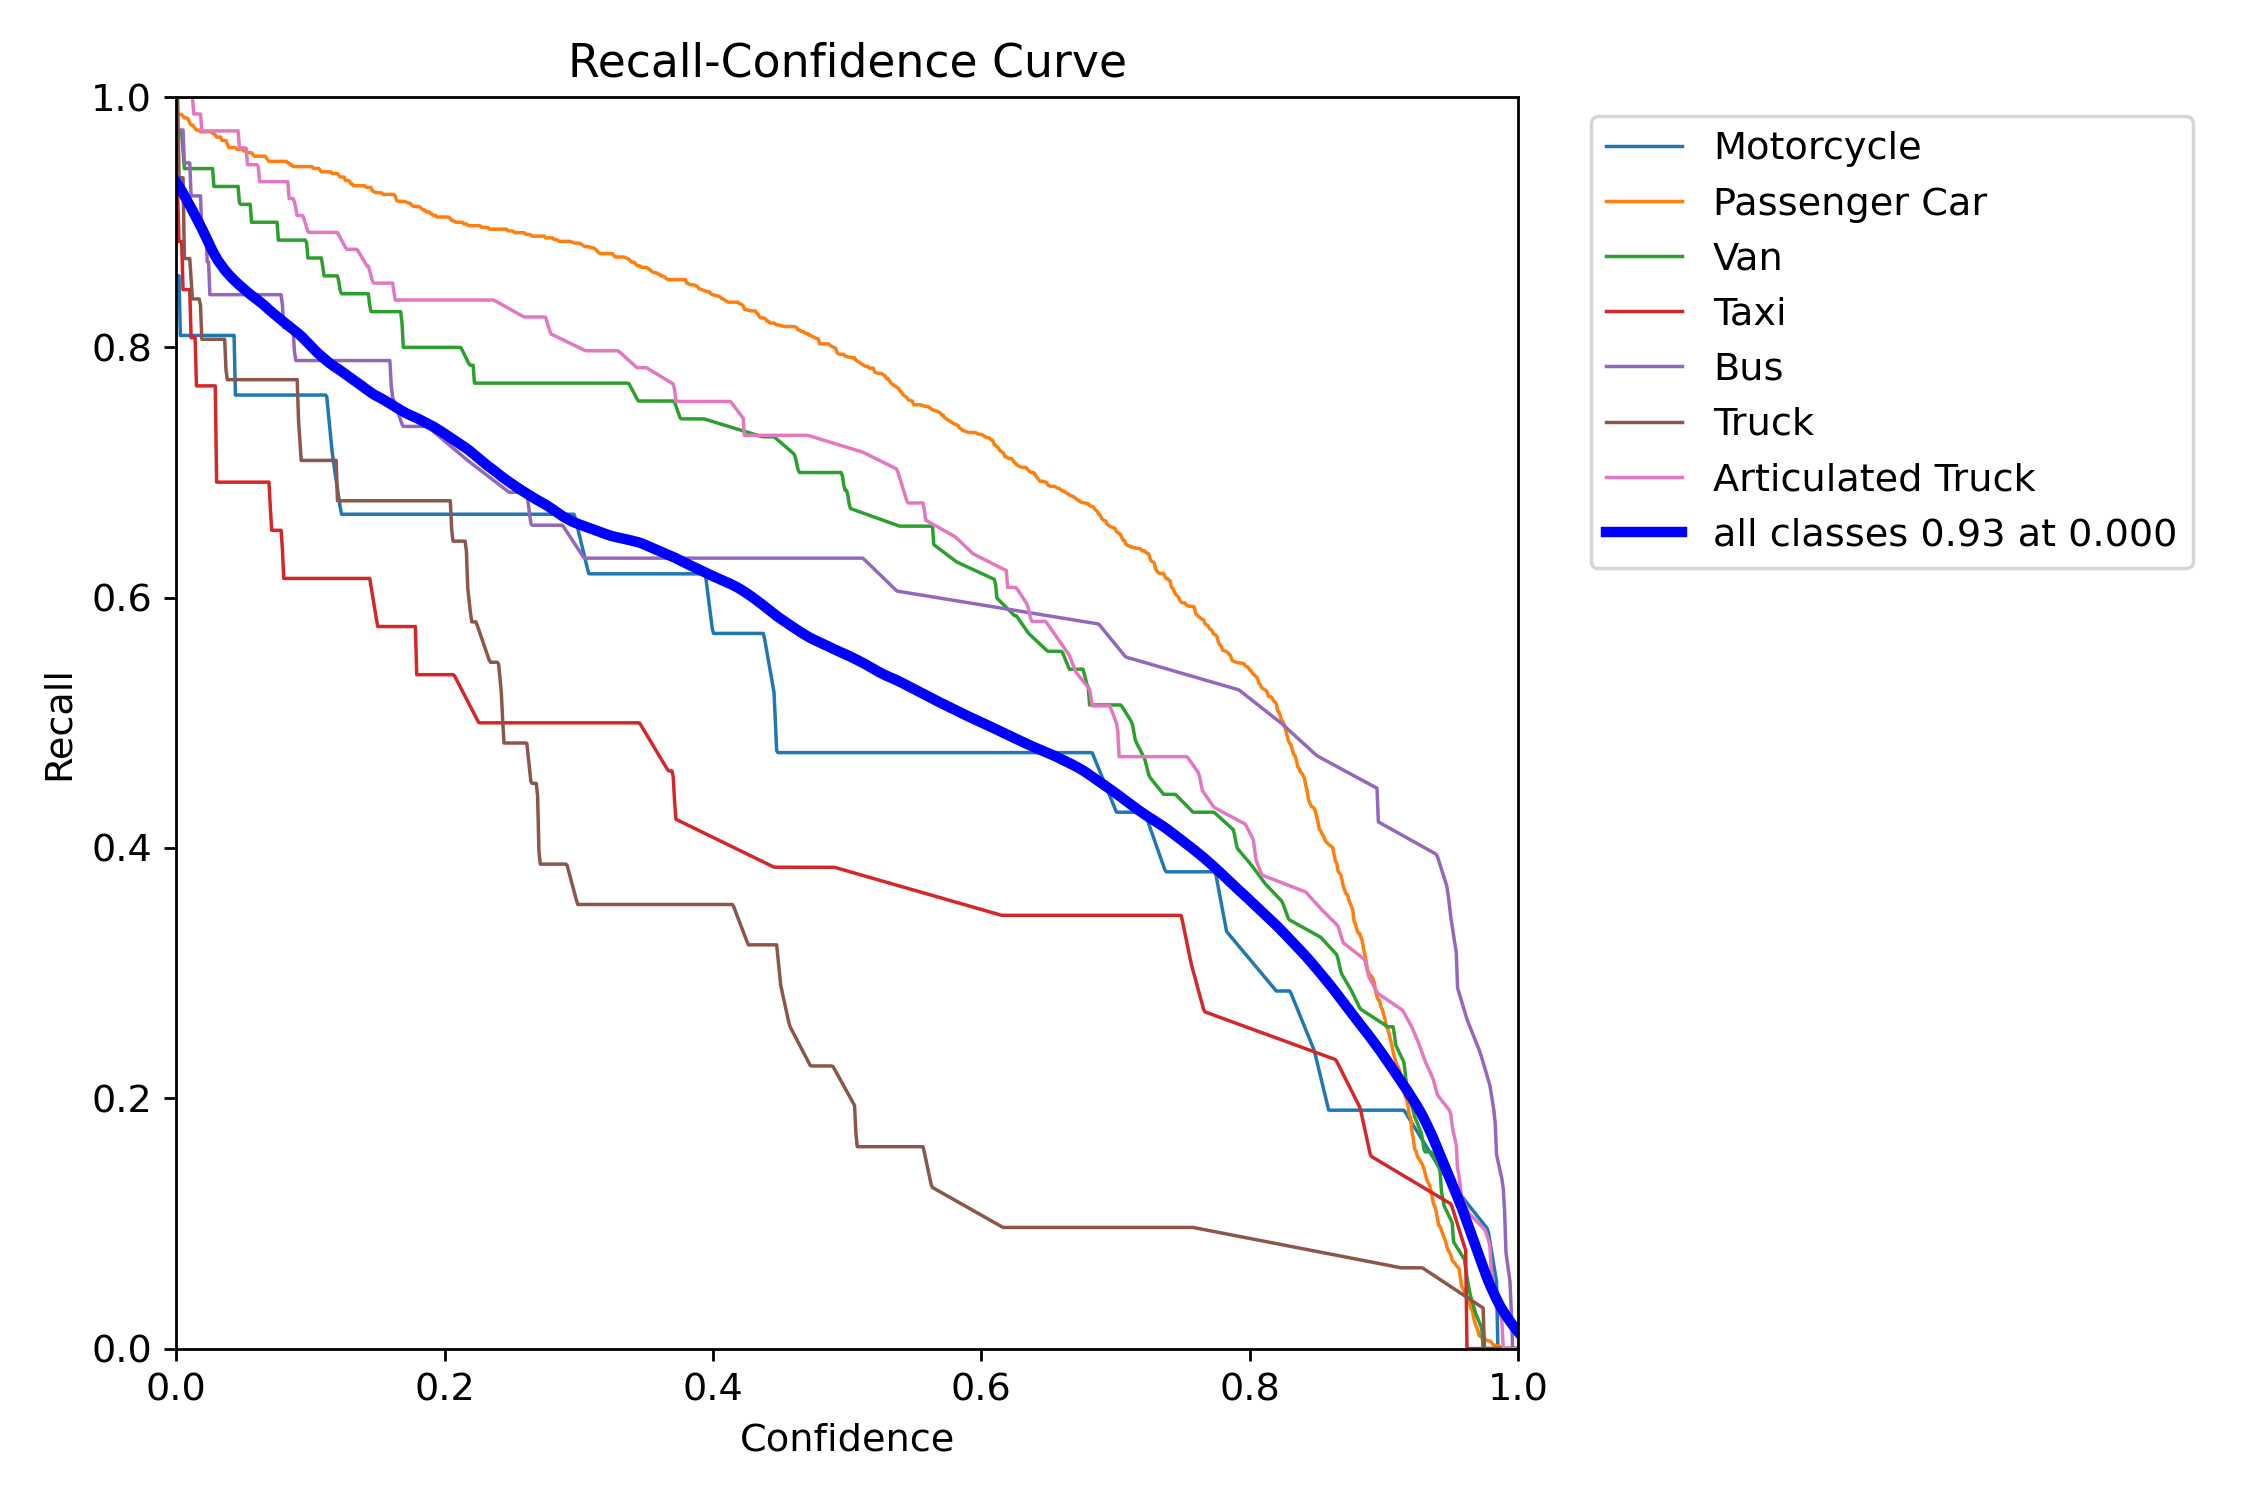 Recall-Confidence Curve
1.0
0.8
0.6
0.4
0.2
0.0
Recall
0.0 0.2 0.4 0.6 0.8 1.0
Confidence
Motorcycle
Passenger Car
Van
Taxi
Bus
Truck
Articulated Truck
all classes 0.93 at 0.000